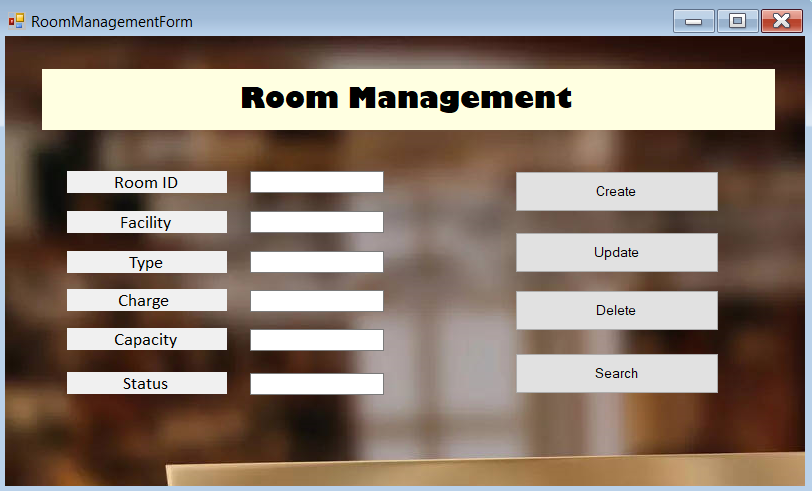 RoomManagementForm
Room Management
Room ID
Create
Facility
Update
Type
Charge
Delete
Capacity
Status
Search